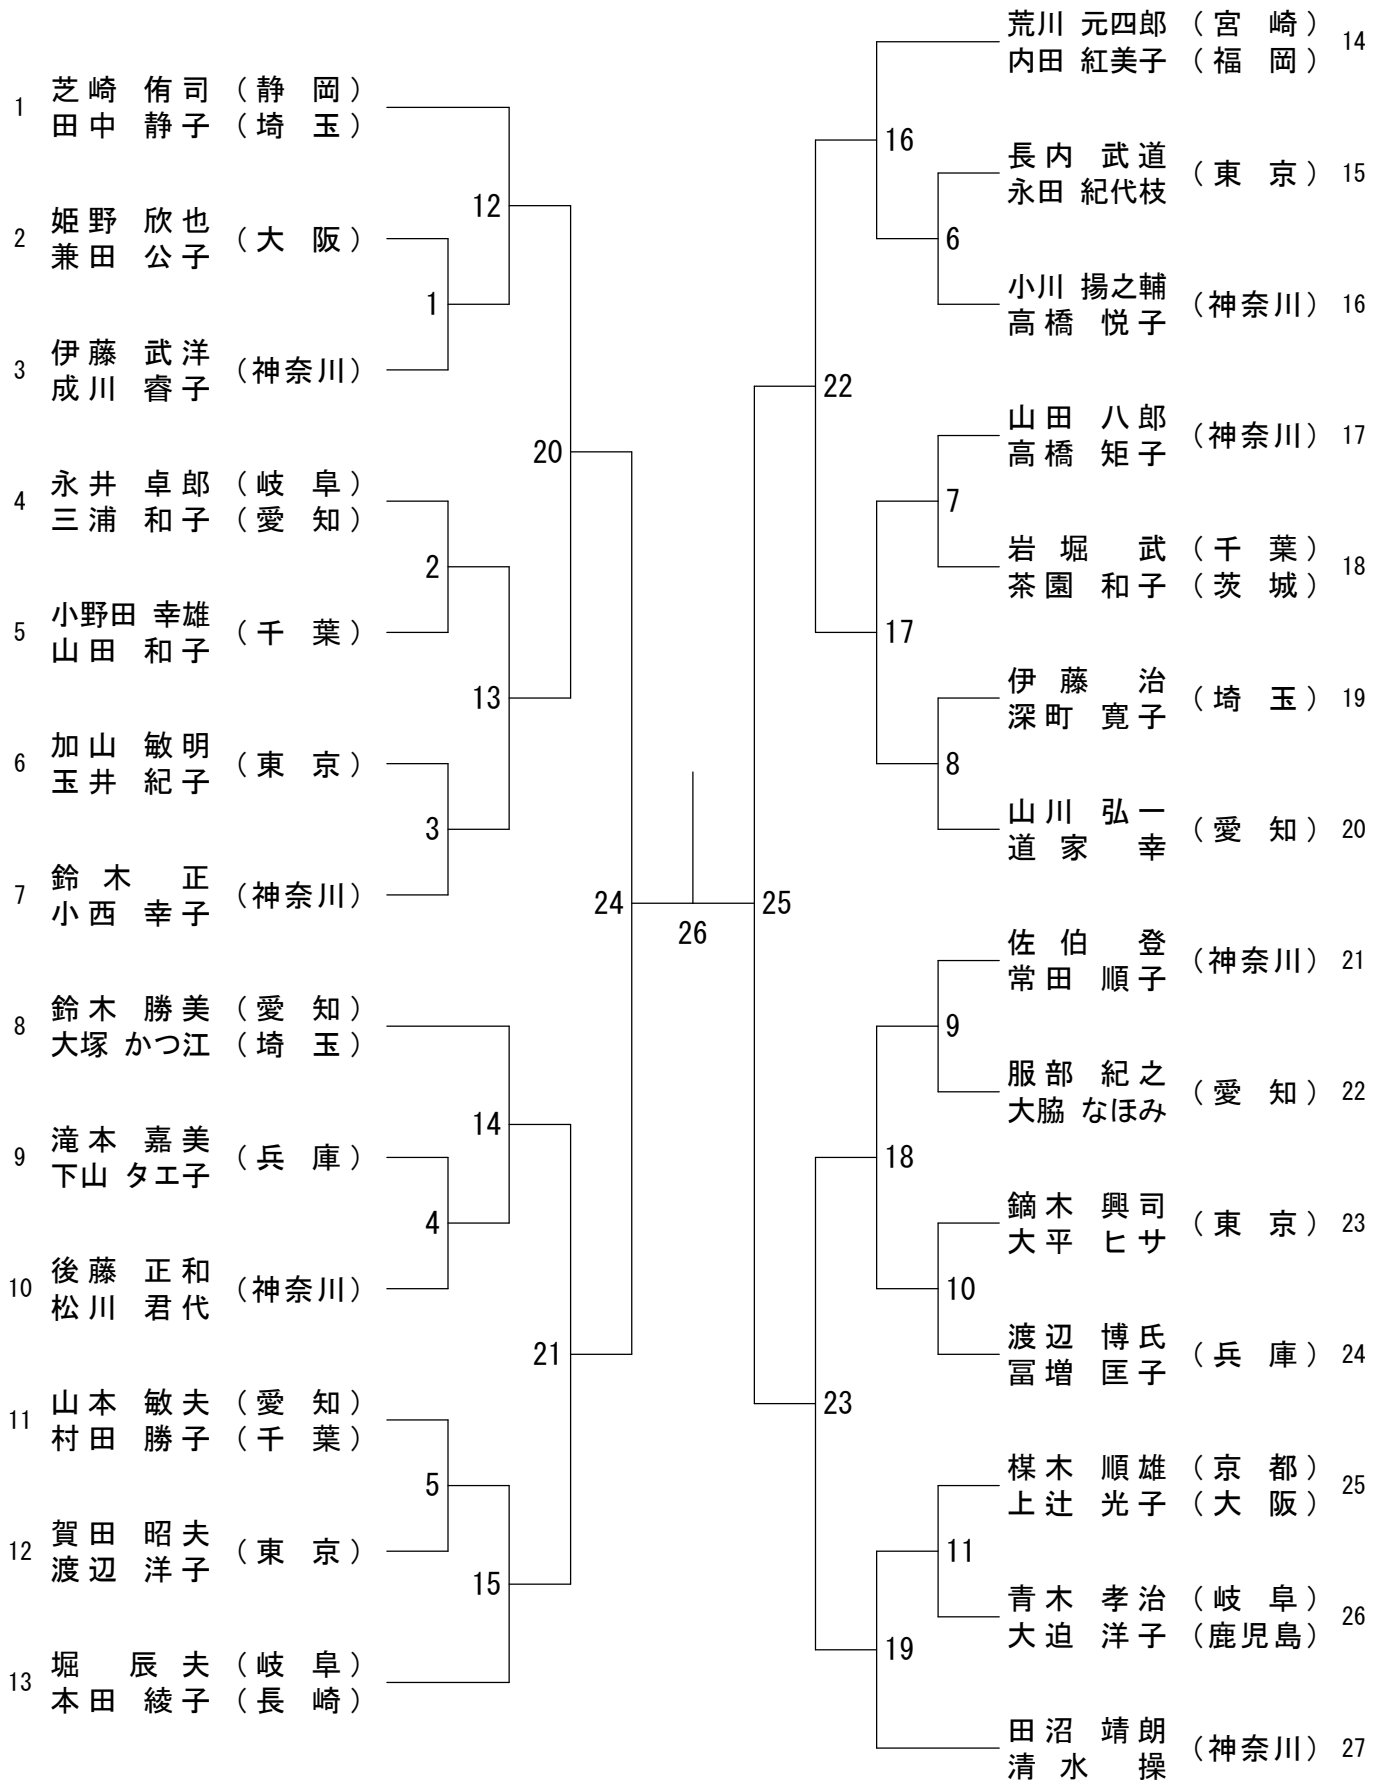 1 芝崎 侑司 （静 岡）
田中 静子 （埼 玉）
2 姫野 欣也 （大 阪）
兼田 公子
3 伊藤 武洋 （神奈川）
成川 睿子
4 永井 卓郎 （岐 阜）
三浦 和子 （愛 知）
5 小野田 幸雄 （千 葉）
山田 和子
6 加山 敏明 （東 京）
玉井 紀子
7 鈴木 正 （神奈川）
小西 幸子
8 鈴木 勝美 （愛 知）
大塚 かつ江 （埼 玉）
9 滝本 嘉美 （兵 庫）
下山 タエ子
10 後藤 正和 （神奈川）
松川 君代
11 山本 敏夫 （愛 知）
村田 勝子 （千 葉）
12 賀田 昭夫 （東 京）
渡辺 洋子
13 堀 辰夫 （岐 阜）
本田 綾子 （長 崎）
12
1
20
2
13
3
24
14
4
21
5
15
26
25
16
6
22
7
17
8
9
18
10
23
11
19
荒川 元四郎 （宮 崎） 14
内田 紅美子 （福 岡）
長内 武道 （東 京） 15
永田 紀代枝
小川 揚之輔 （神奈川） 16
高橋 悦子
山田 八郎 （神奈川） 17
高橋 矩子
岩堀 武 （千 葉） 18
茶園 和子 （茨 城）
伊藤 治 （埼 玉） 19
深町 寛子
山川 弘一 （愛 知） 20
道家 幸
佐伯 登 （神奈川） 21
常田 順子
服部 紀之 （愛 知） 22
大脇 なほみ
鏑木 興司 （東 京） 23
大平 ヒサ
渡辺 博氏 （兵 庫） 24
冨増 匡子
楳木 順雄 （京 都） 25
上辻 光子 （大 阪）
青木 孝治 （岐 阜） 26
大迫 洋子 （鹿児島）
田沼 靖朗 （神奈川） 27
清水 操